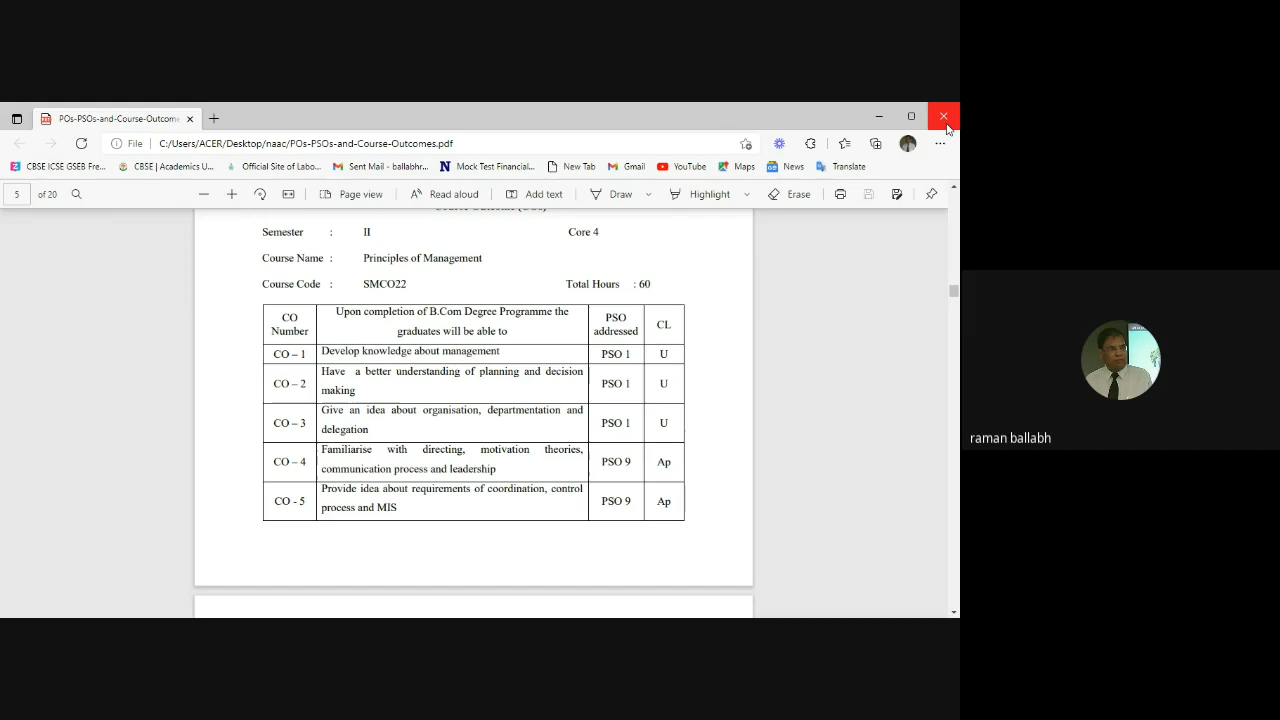 POs-PSOs-and-Course-Outcome
File C:/Users/ACER/Desktop/naac/POs-PSOs-and-Course-Outcomes.pdf
CBSE ICSE GSEB Fre... CBSE | Academics U... Official Site of Labo... Sent Mail - ballabhr... Mock Test Financial... New Tab Gmail YouTube Maps News Translate
5 of 20 Page view Read aloud Add text Draw Highlight Erase
Semester : II Core 4
Course Name : Principles of Management
Course Code : SMCO22 Total Hours : 60
CO Number Upon completion of B.Com Degree Programme the graduates will be able to PSO addressed CL
CO – 1 Develop knowledge about management PSO 1 U
CO – 2 Have a better understanding of planning and decision making PSO 1 U
CO – 3 Give an idea about organisation, departmentation and delegation PSO 1 U
CO – 4 Familiarise with directing, motivation theories, communication process and leadership PSO 9 Ap
CO - 5 Provide idea about requirements of coordination, control process and MIS PSO 9 Ap
raman ballabh